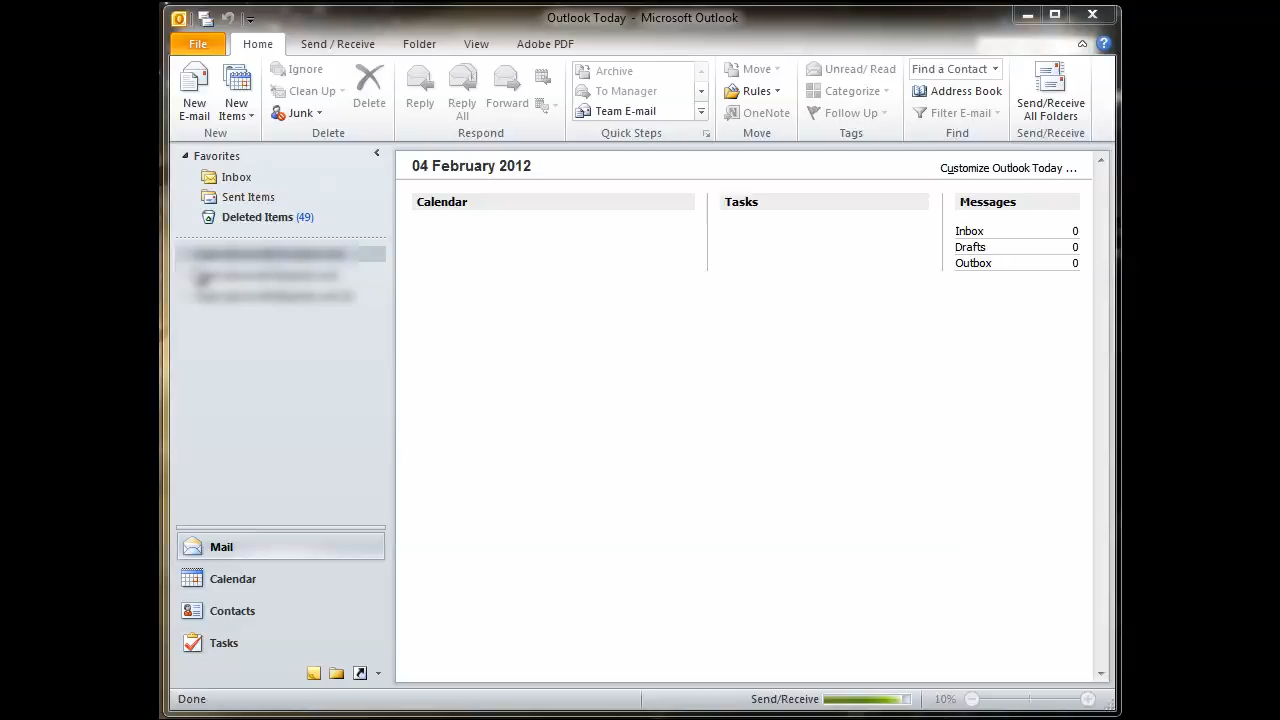 Outlook Today - Microsoft Outlook
File Home Send / Receive Folder View Adobe PDF
New E-mail
New Items
New
Ignore
Clean Up
Junk
Delete
Delete
Reply
Reply All
Forward
Respond
Archive
To Manager
Team E-mail
Quick Steps
Move
Rules
OneNote
Move
Unread/ Read
Categorize
Follow Up
Tags
Find a Contact
Address Book
Filter E-mail
Find
Send/Receive All Folders
Send/Receive
Favorites
Inbox
Sent Items
Deleted Items (49)
04 February 2012
Customize Outlook Today ...
Calendar
Tasks
Messages
Inbox 0
Drafts 0
Outbox 0
Mail
Calendar
Contacts
Tasks
Done
Send/Receive
10%